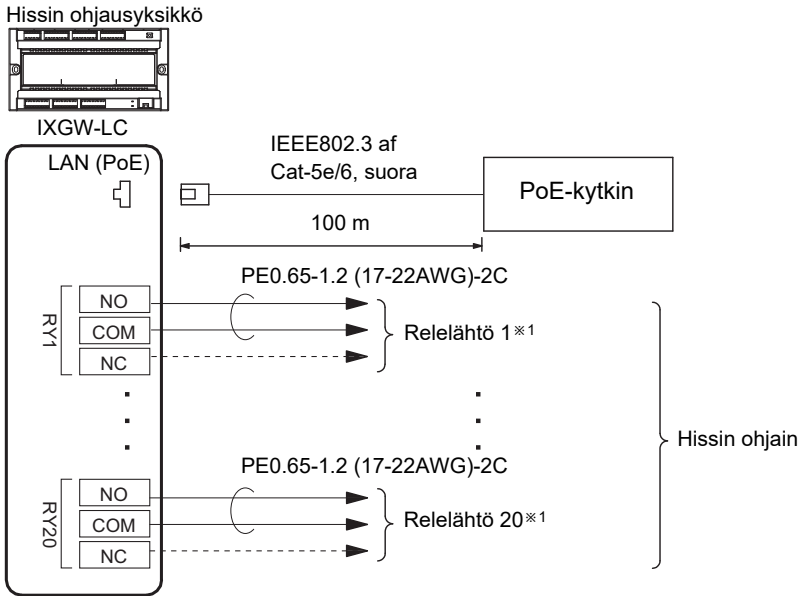 Hissin ohjausyksikkö
IXGW-LC
LAN (PoE)
IEEE802.3 af
Cat-5e/6, suora
PoE-kytkin
100 m
PE0.65-1.2 (17-22AWG)-2C
RY1
NO
COM
NC
Relelähtö 1※1
Hissin ohjain
PE0.65-1.2 (17-22AWG)-2C
RY20
NO
COM
NC
Relelähtö 20※1